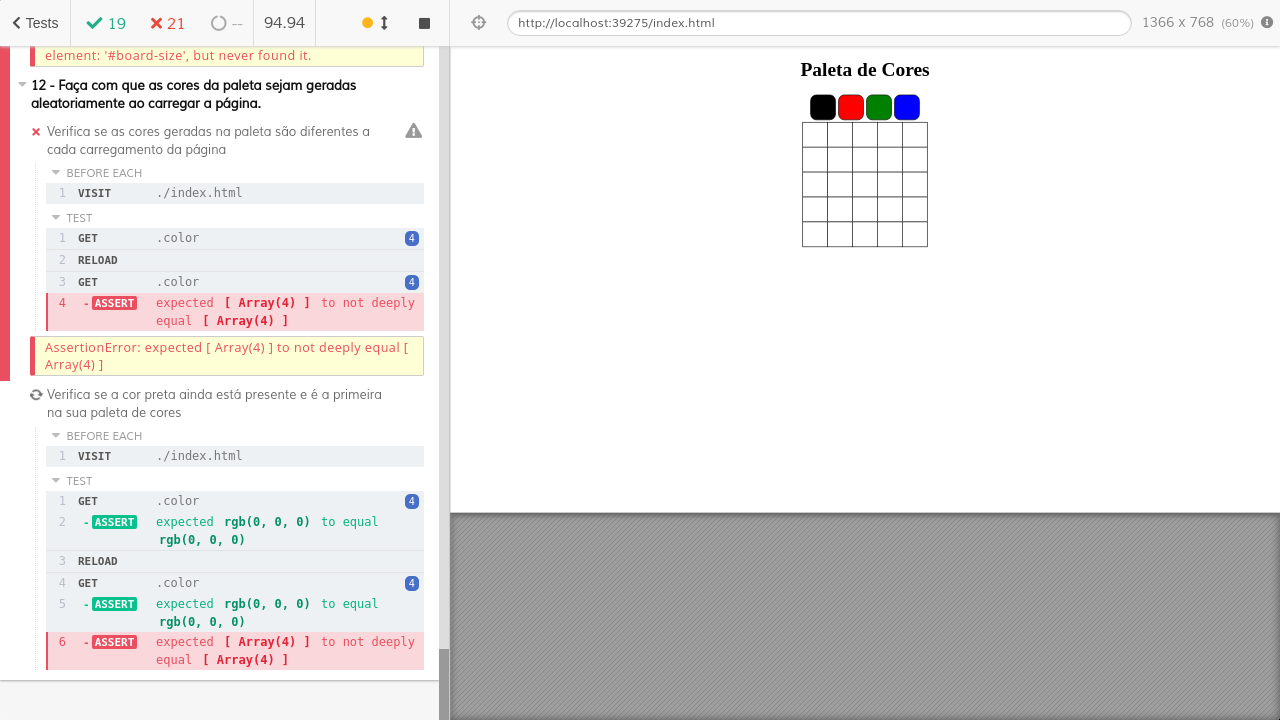 Tests 19 21 -- 94.94
http://localhost:39275/index.html 1366 x 768 (60%)
element: '#board-size', but never found it.
12 - Faça com que as cores da paleta sejam geradas
aleatoriamente ao carregar a página.
Verifica se as cores geradas na paleta são diferentes a
cada carregamento da página
BEFORE EACH
1 VISIT ./index.html
TEST
1 GET .color 4
2 RELOAD
3 GET .color 4
4 -ASSERT expected [ Array(4) ] to not deeply
equal [ Array(4) ]
AssertionError: expected [ Array(4) ] to not deeply equal [
Array(4) ]
Verifica se a cor preta ainda está presente e é a primeira
na sua paleta de cores
BEFORE EACH
1 VISIT ./index.html
TEST
1 GET .color 4
2 -ASSERT expected rgb(0, 0, 0) to equal
rgb(0, 0, 0)
3 RELOAD
4 GET .color 4
5 -ASSERT expected rgb(0, 0, 0) to equal
rgb(0, 0, 0)
6 -ASSERT expected [ Array(4) ] to not deeply
equal [ Array(4) ]
Paleta de Cores